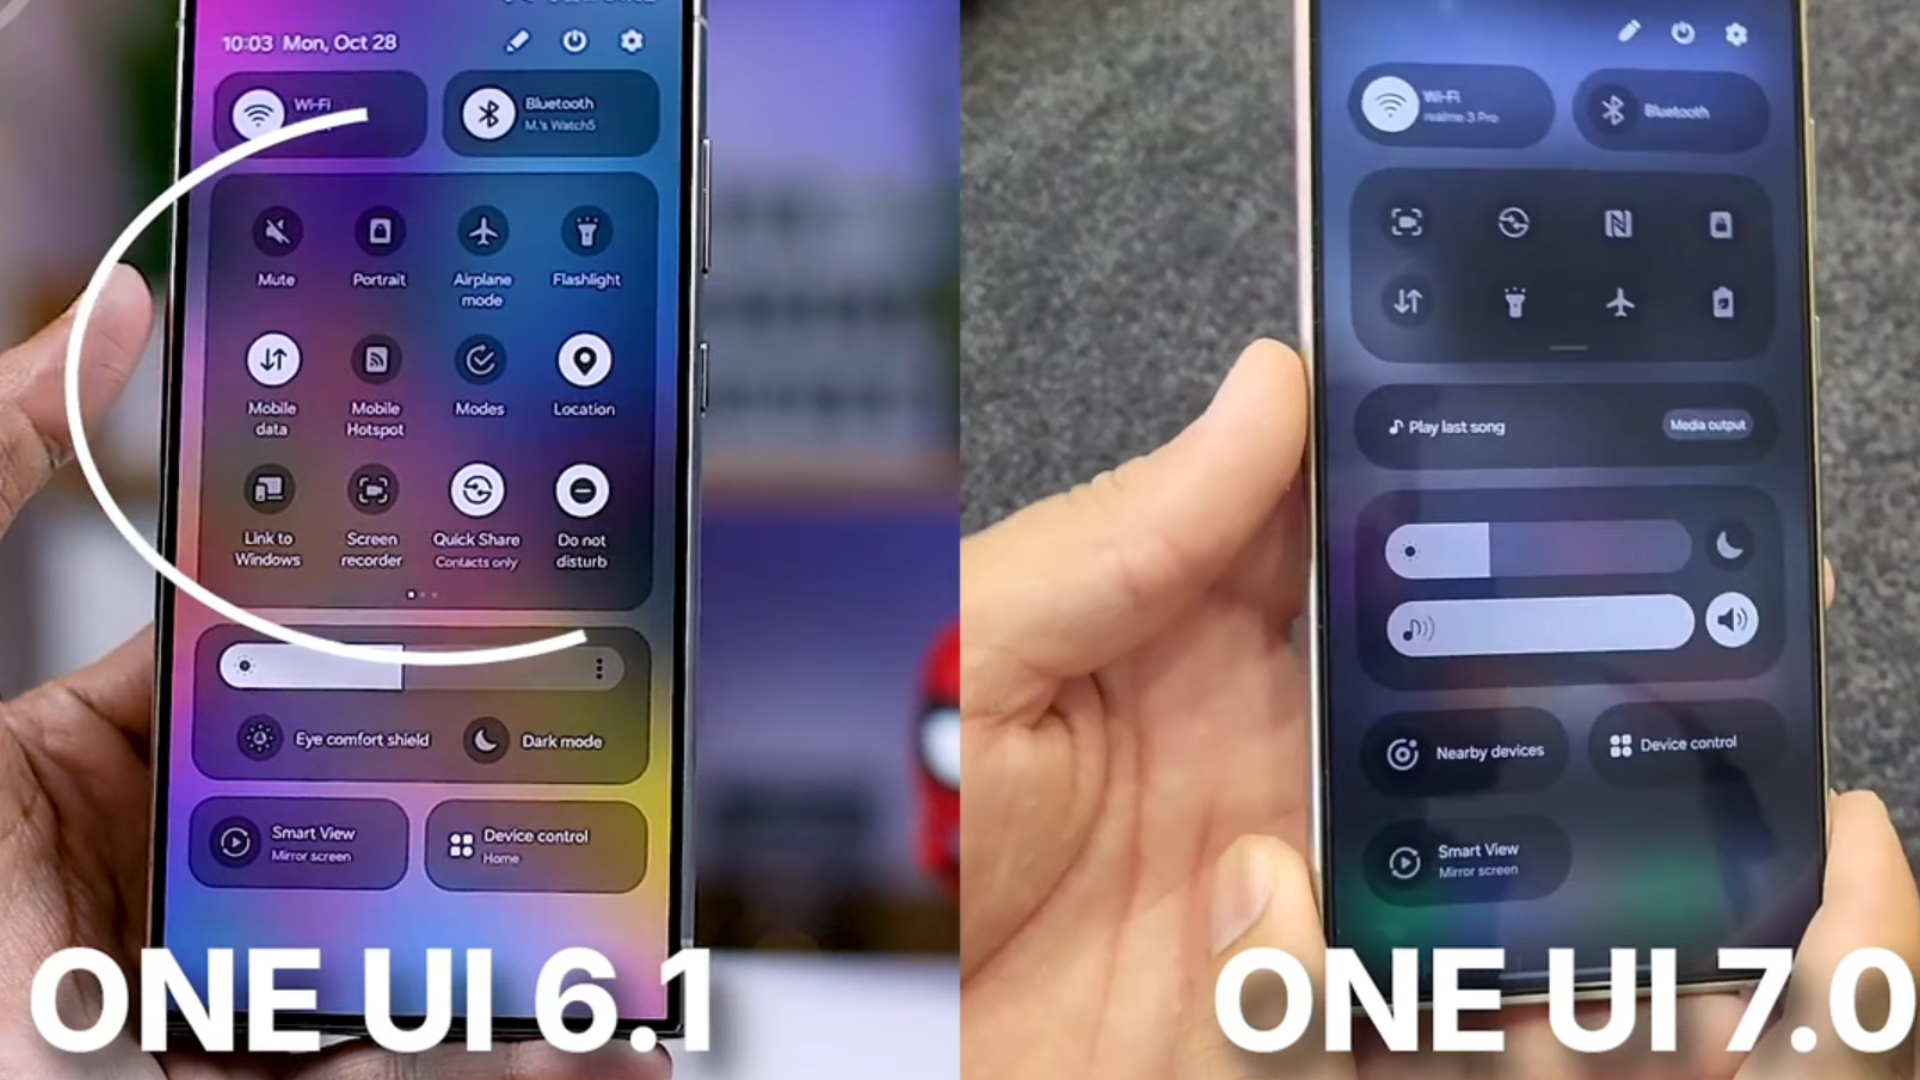 10:03 Mon, Oct 28
Wi-Fi
Bluetooth
M.'s Watch5
Mute
Portrait
Airplane
mode
Flashlight
Mobile
data
Mobile
Hotspot
Modes
Location
Link to
Windows
Screen
recorder
Quick Share
Contacts only
Do not
disturb
Eye comfort shield
Dark mode
Smart View
Mirror screen
Device control
Home
ONE UI 6.1
Wi-Fi
realme 3 Pro
Bluetooth
Play last song
Media output
Nearby devices
Device control
Smart View
Mirror screen
ONE UI 7.0